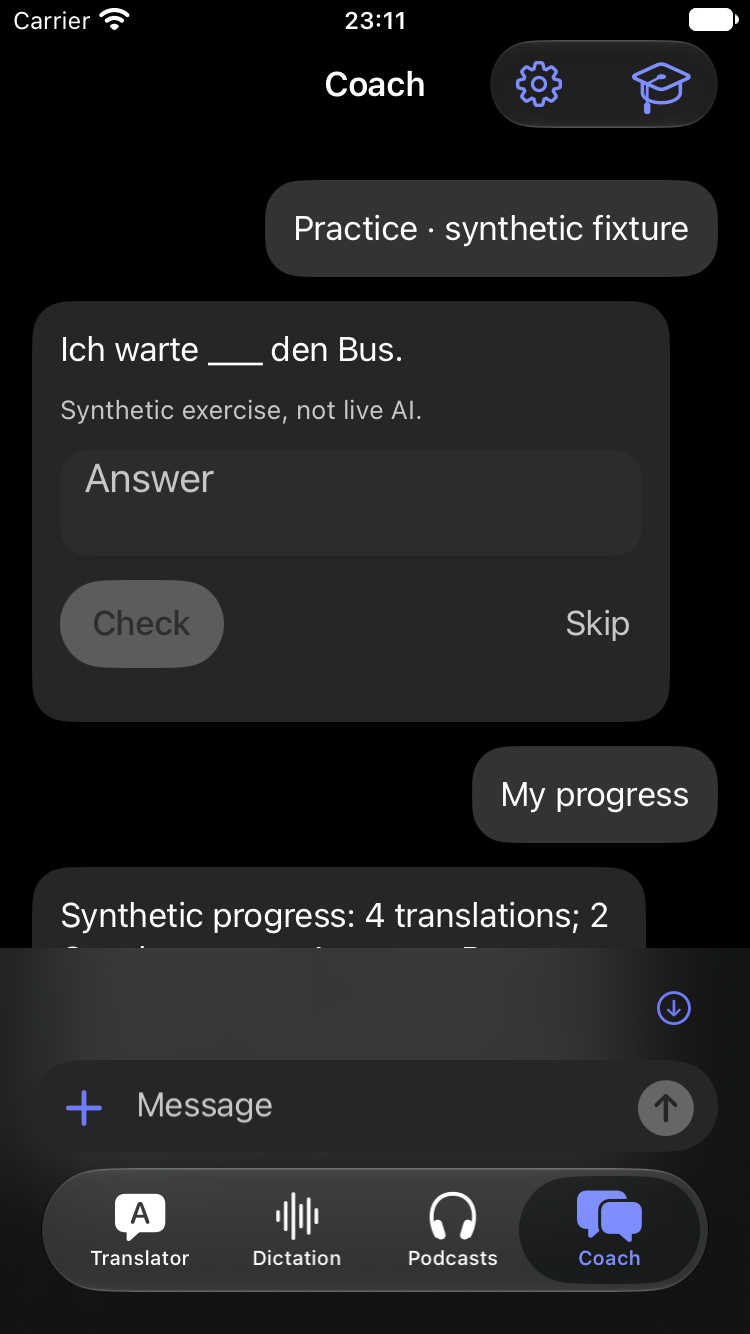 Carrier 23:11
Coach
Practice · synthetic fixture
Ich warte ___ den Bus.
Synthetic exercise, not live AI.
Answer
Check Skip
My progress
Synthetic progress: 4 translations; 2
Message
Translator Dictation Podcasts Coach